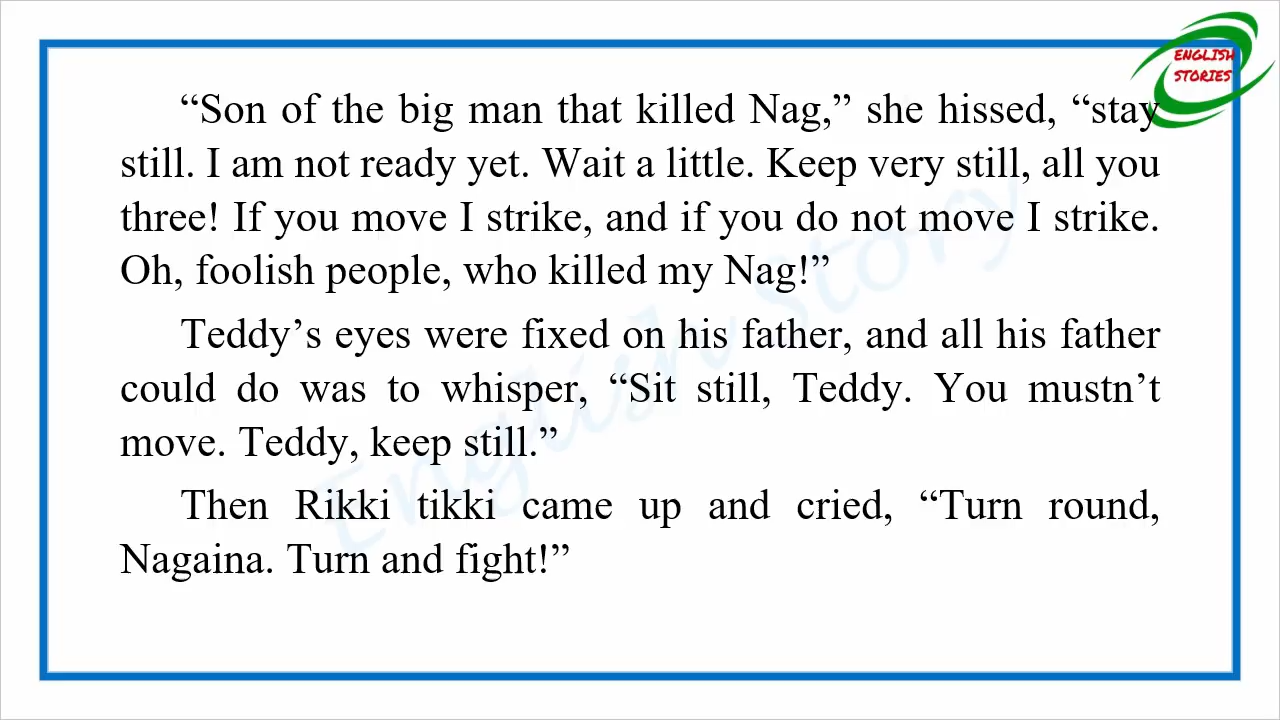 ENGLISH
STORIES
“Son of the big man that killed Nag,” she hissed, “stay
still. I am not ready yet. Wait a little. Keep very still, all you
three! If you move I strike, and if you do not move I strike.
Oh, foolish people, who killed my Nag!”
Teddy’s eyes were fixed on his father, and all his father
could do was to whisper, “Sit still, Teddy. You mustn’t
move. Teddy, keep still.”
Then Rikki tikki came up and cried, “Turn round,
Nagaina. Turn and fight!”
English Story